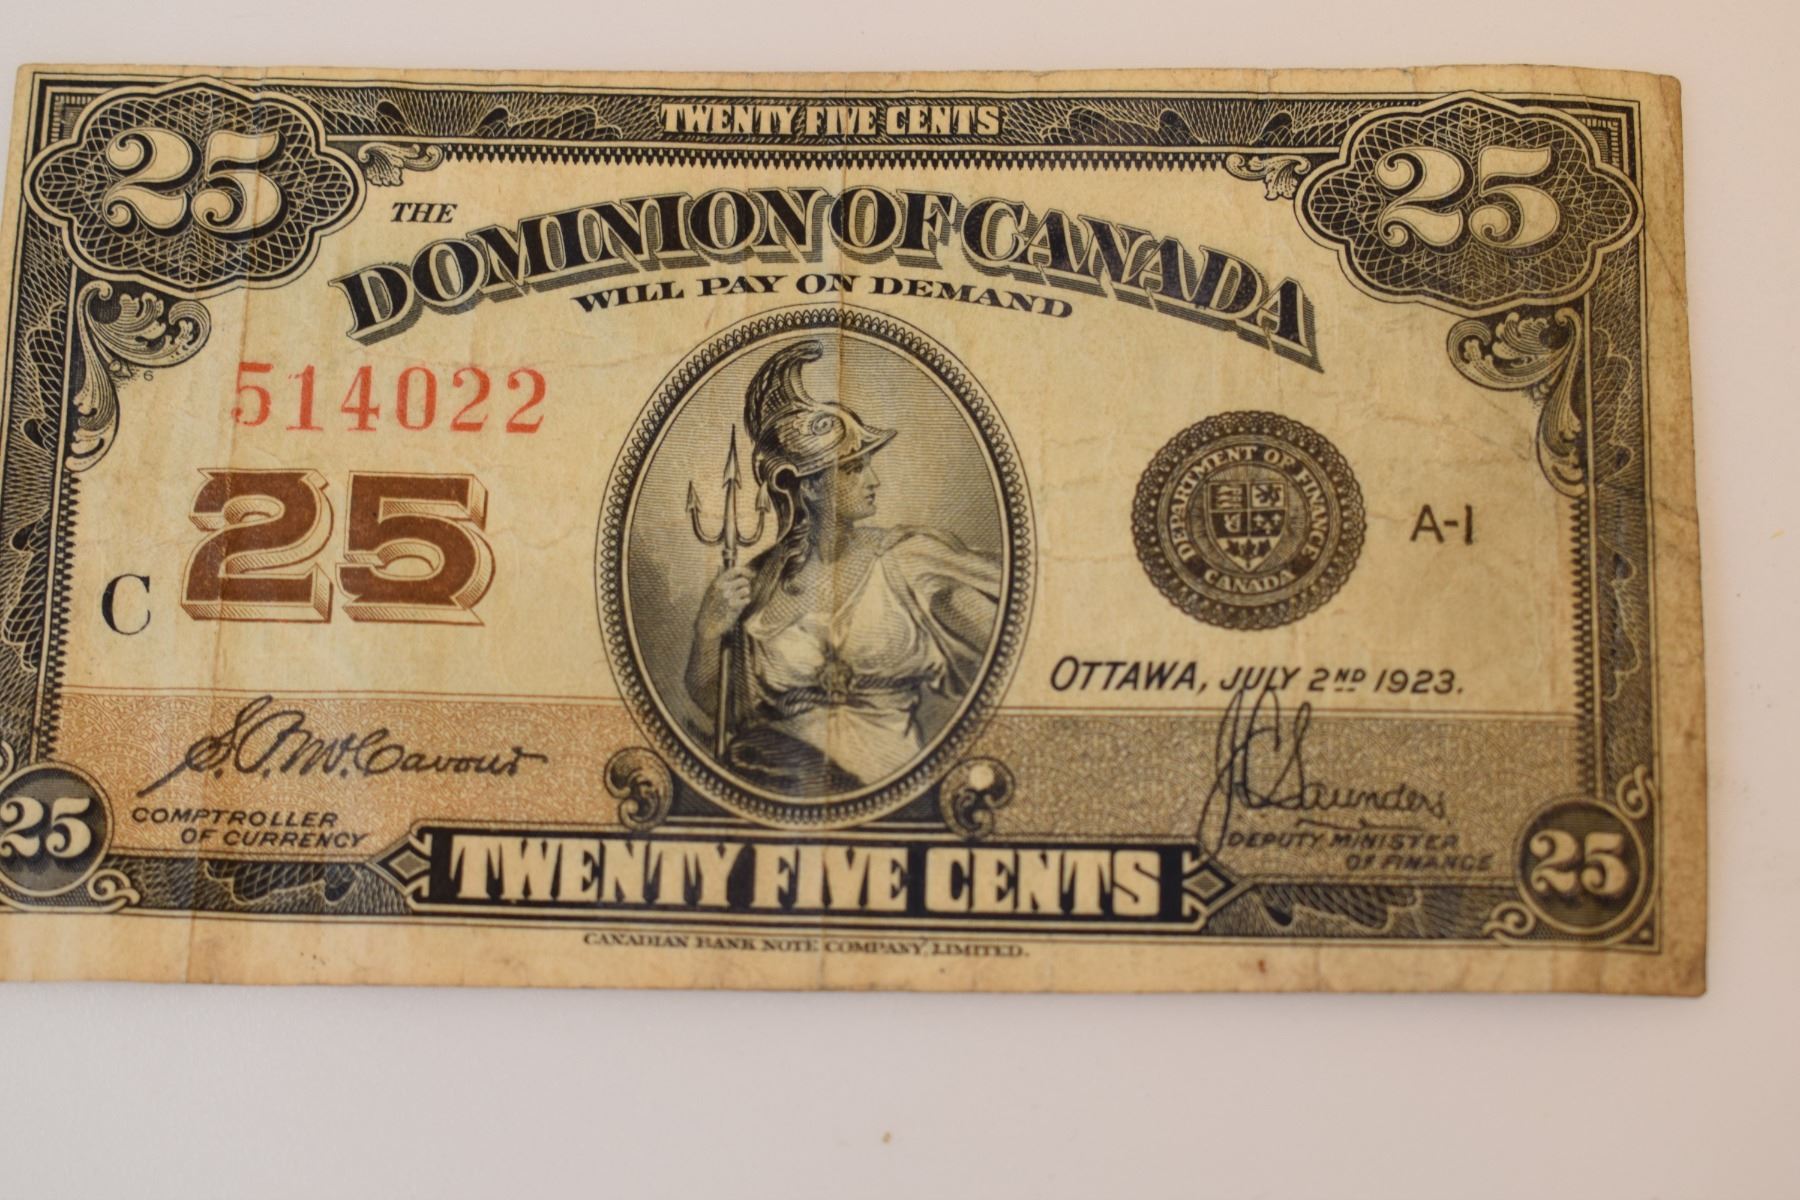 TWENTY FIVE CENTS
25
25
THE
DOMINION OF CANADA
WILL PAY ON DEMAND
6
514022
25
C
DEPARTMENT OF FINANCE
CANADA
A-1
OTTAWA, JULY 2ND 1923.
COMPTROLLER
OF CURRENCY
J C Saunders
DEPUTY MINISTER
OF FINANCE
25
TWENTY FIVE CENTS
25
CANADIAN BANK NOTE COMPANY, LIMITED.